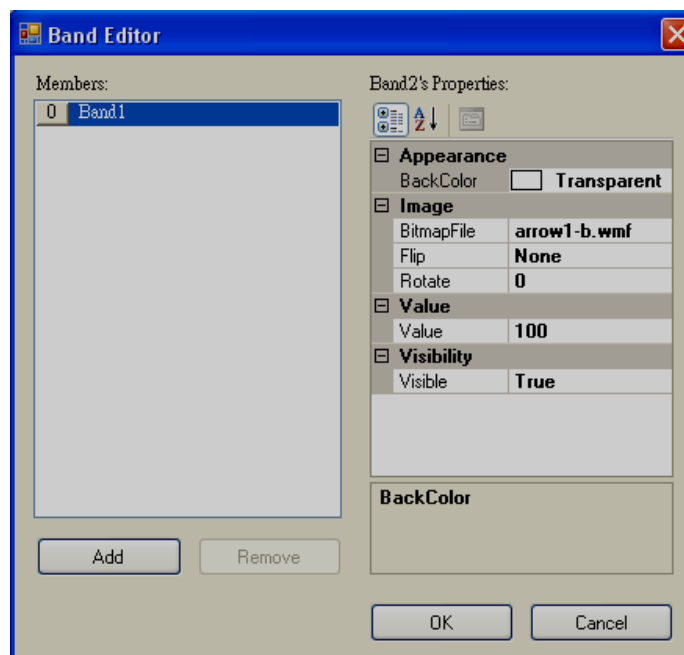 Band Editor
Members:
0 Band1
Add
Remove
Band2's Properties:
A
Z
Appearance
BackColor Transparent
Image
BitmapFile arrow1-b.wmf
Flip None
Rotate 0
Value
Value 100
Visibility
Visible True
BackColor
OK
Cancel